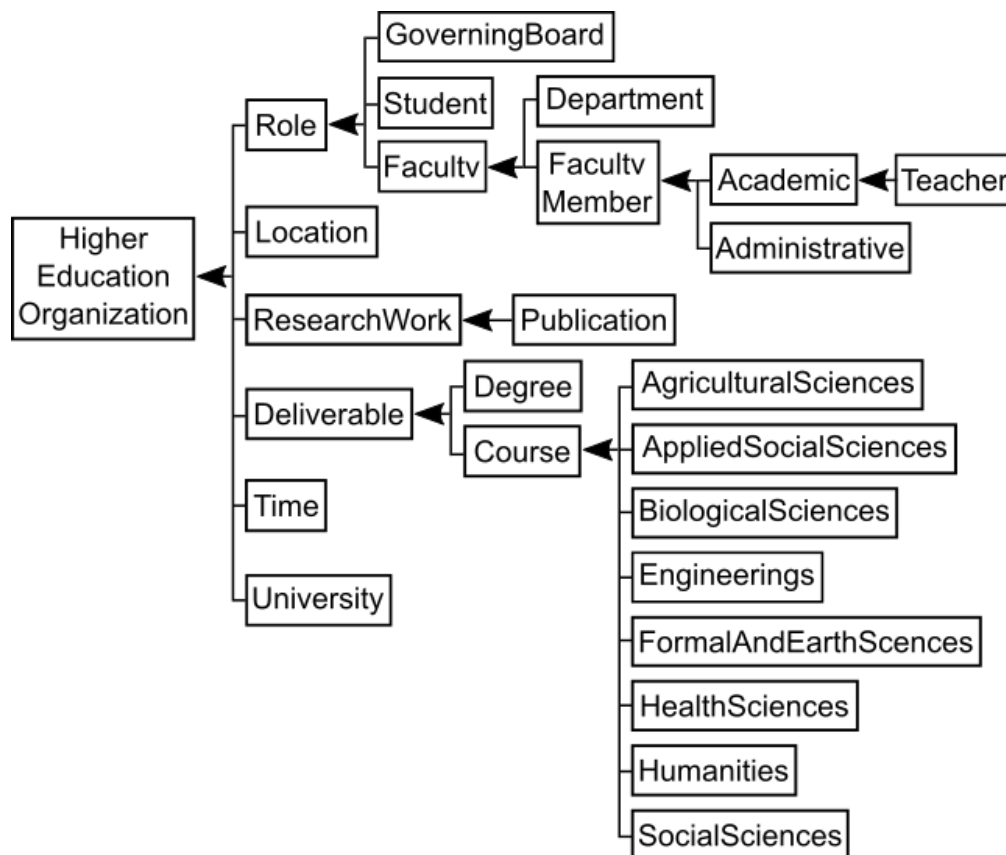 GoverningBoard
Student
Department
Role
Facultv
Facultv
Member
Academic
Teacher
Administrative
Location
Higher
Education
Organization
ResearchWork
Publication
Degree
Deliverable
Course
AgriculturalSciences
AppliedSocialSciences
BiologicalSciences
Engineerings
FormalAndEarthScences
HealthSciences
Humanities
SocialSciences
Time
University